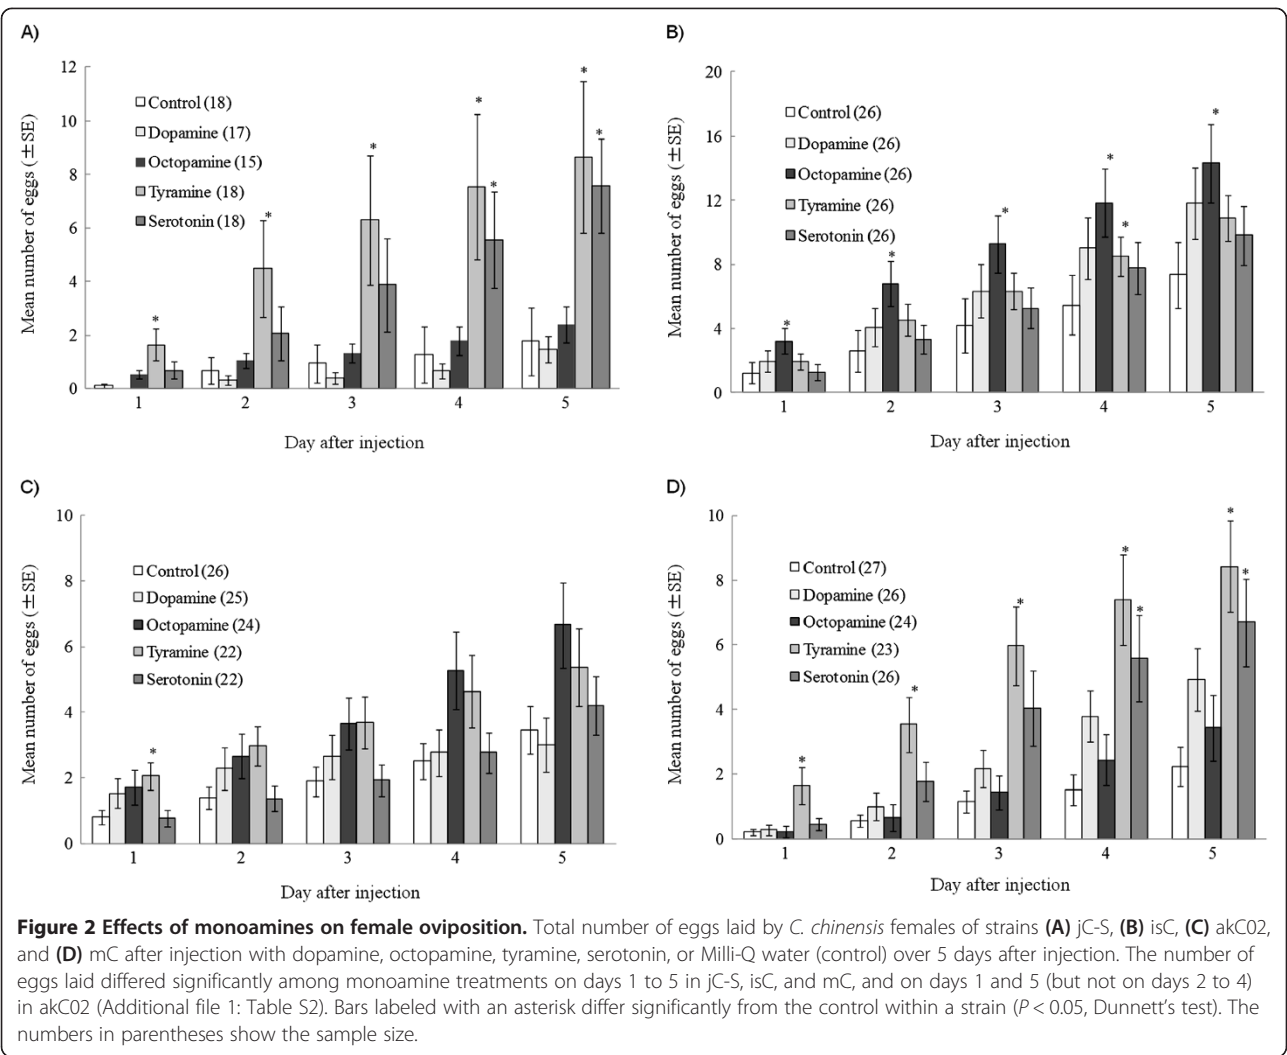 A)
12
10
8
6
4
2
0
Mean number of eggs (±SE)
Control (18)
Dopamine (17)
Octopamine (15)
Tyramine (18)
Serotonin (18)
* * * * * * *
1 2 3 4 5
Day after injection
B)
20
16
12
8
4
0
Mean number of eggs (±SE)
Control (26)
Dopamine (26)
Octopamine (26)
Tyramine (26)
Serotonin (26)
* * * * * *
1 2 3 4 5
Day after injection
C)
10
8
6
4
2
0
Mean number of eggs (±SE)
Control (26)
Dopamine (25)
Octopamine (24)
Tyramine (22)
Serotonin (22)
*
1 2 3 4 5
Day after injection
D)
10
8
6
4
2
0
Mean number of eggs (±SE)
Control (27)
Dopamine (26)
Octopamine (24)
Tyramine (23)
Serotonin (26)
* * * * * * *
1 2 3 4 5
Day after injection
Figure 2 Effects of monoamines on female oviposition. Total number of eggs laid by C. chinensis females of strains (A) jC-S, (B) isC, (C) akC02,
and (D) mC after injection with dopamine, octopamine, tyramine, serotonin, or Milli-Q water (control) over 5 days after injection. The number of
eggs laid differed significantly among monoamine treatments on days 1 to 5 in jC-S, isC, and mC, and on days 1 and 5 (but not on days 2 to 4)
in akC02 (Additional file 1: Table S2). Bars labeled with an asterisk differ significantly from the control within a strain (P < 0.05, Dunnett's test). The
numbers in parentheses show the sample size.